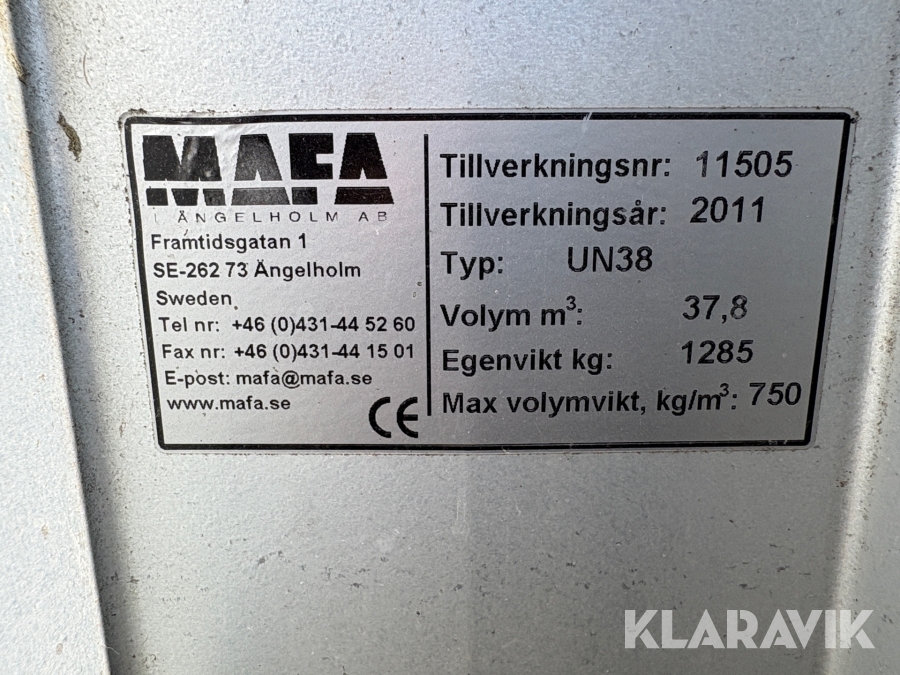 MAFA
I ÄNGELHOLM AB
Framtidsgatan 1
SE-262 73 Ängelholm
Sweden
Tel nr: +46 (0)431-44 52 60
Fax nr: +46 (0)431-44 15 01
E-post: mafa@mafa.se
www.mafa.se
CE
Tillverkningsnr: 11505
Tillverkningsår: 2011
Typ: UN38
Volym m³: 37,8
Egenvikt kg: 1285
Max volymvikt, kg/m³: 750
KLARAVIK